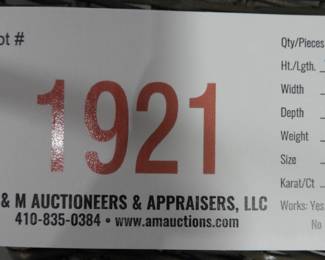 ot #
1921
& M AUCTIONEERS & APPRAISERS, LLC
410-835-0384 • www.amauctions.com
Qty/Pieces
Ht./Lgth.
Width
Depth
Weight
Size
Karat/Ct
Works: Yes
No